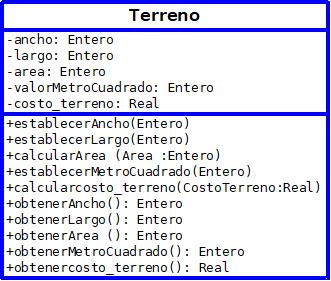 Terreno
-ancho: Entero
-largo: Entero
-area: Entero
-valorMetroCuadrado: Entero
-costo_terreno: Real
+establecerAncho(Entero)
+establecerLargo(Entero)
+calcularArea (Area :Entero)
+establecerMetroCuadrado(Entero)
+calcularcosto_terreno(CostoTerreno:Real)
+obtenerAncho(): Entero
+obtenerLargo(): Entero
+obtenerArea (): Entero
+obtenerMetroCuadrado(): Entero
+obtenercosto_terreno(): Real